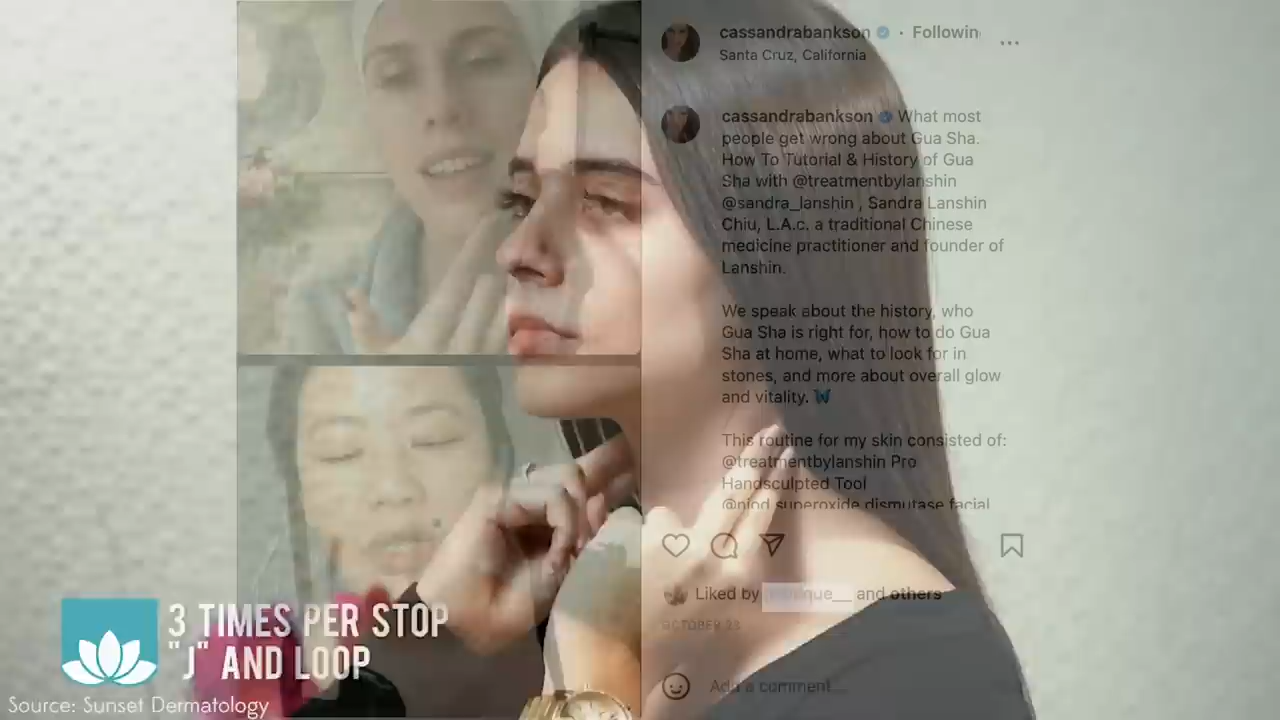 cassandrabankson • Followin
Santa Cruz, California
...
cassandrabankson What most
people get wrong about Gua Sha.
How To Tutorial & History of Gua
Sha with @treatmentbylanshin
@sandra_lanshin , Sandra Lanshin
Chiu, L.A.c. a traditional Chinese
medicine practitioner and founder of
Lanshin.
We speak about the history, who
Gua Sha is right for, how to do Gua
Sha at home, what to look for in
stones, and more about overall glow
and vitality. 🦋
This routine for my skin consisted of:
@treatmentbylanshin Pro
Handsculpted Tool
@niod superoxide dismutase facial
Liked by and others
OCTOBER 23
Add a comment...
3 TIMES PER STOP
"J" AND LOOP
Source: Sunset Dermatology